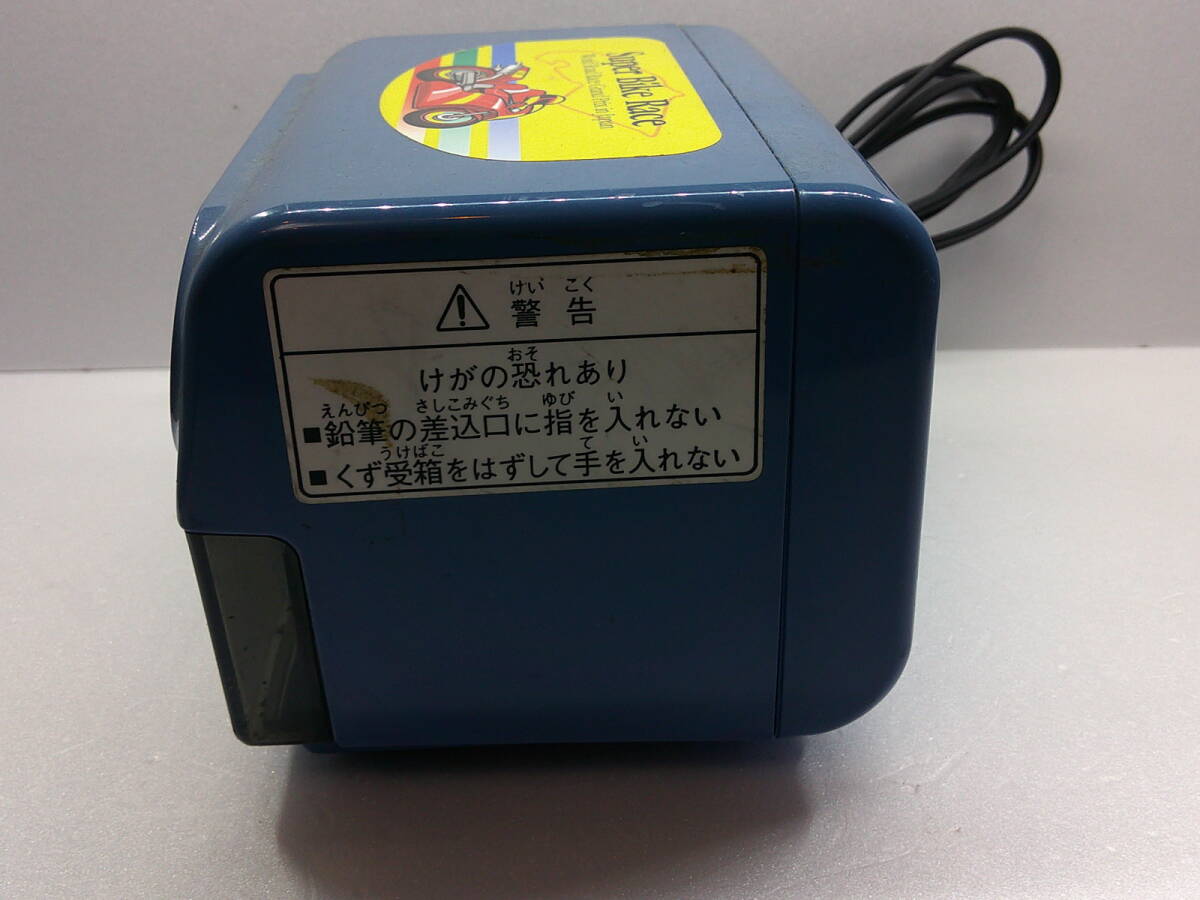 Super Bike Race
けい こく
警告
おそ
けがの恐れあり
えんぴつ さしこみぐち ゆび い
■鉛筆の差込口に指を入れない
うけばこ て い
■くず受箱をはずして手を入れない